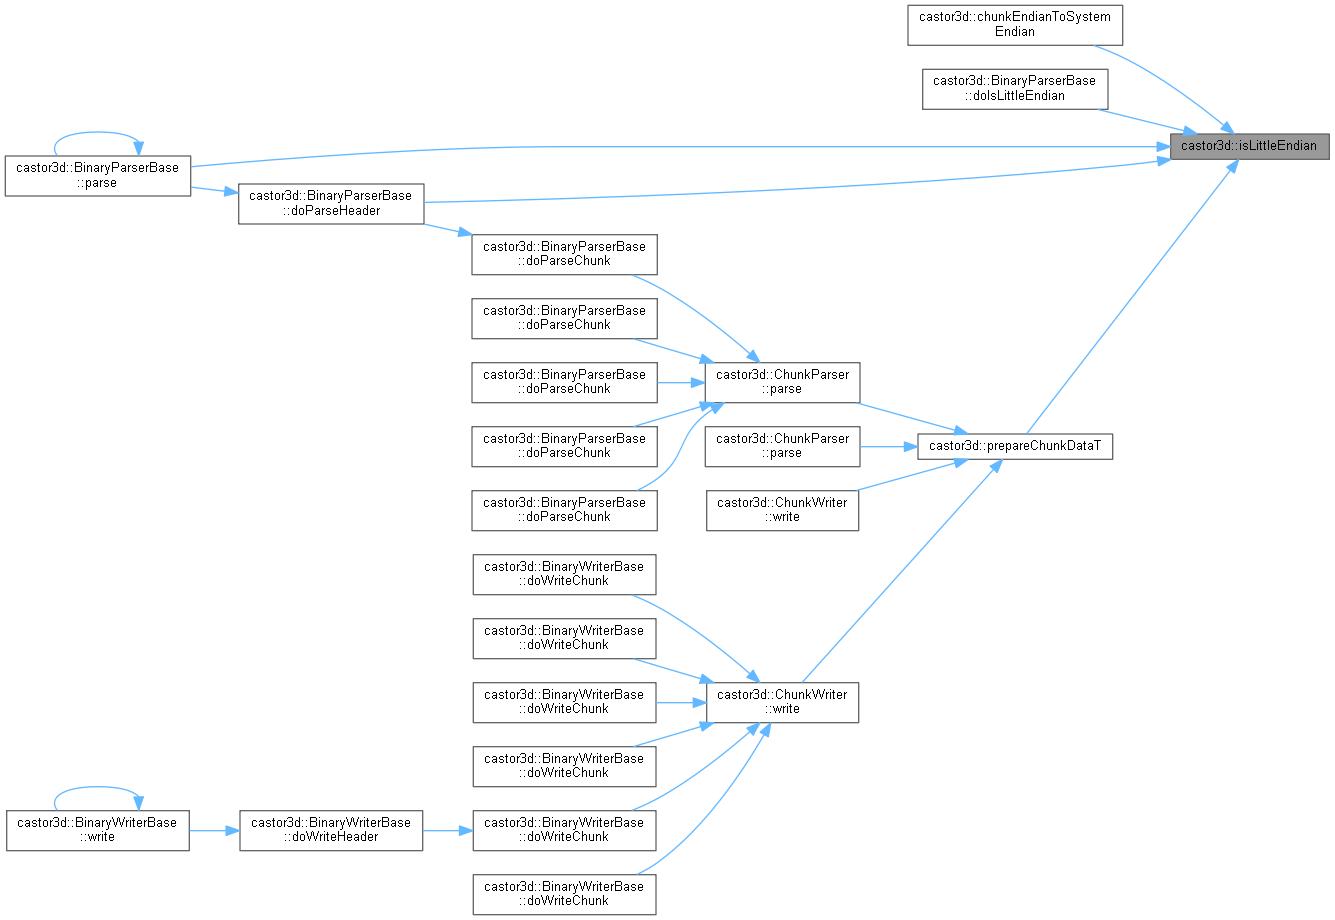 castor3d::chunkEndianToSystem
Endian
castor3d::BinaryParserBase
::doIsLittleEndian
castor3d::isLittleEndian
castor3d::BinaryParserBase
::parse
castor3d::BinaryParserBase
::doParseHeader
castor3d::BinaryParserBase
::doParseChunk
castor3d::BinaryParserBase
::doParseChunk
castor3d::BinaryParserBase
::doParseChunk
castor3d::ChunkParser
::parse
castor3d::BinaryParserBase
::doParseChunk
castor3d::ChunkParser
::parse
castor3d::prepareChunkDataT
castor3d::BinaryParserBase
::doParseChunk
castor3d::ChunkWriter
::write
castor3d::BinaryWriterBase
::doWriteChunk
castor3d::BinaryWriterBase
::doWriteChunk
castor3d::BinaryWriterBase
::doWriteChunk
castor3d::ChunkWriter
::write
castor3d::BinaryWriterBase
::doWriteChunk
castor3d::BinaryWriterBase
::write
castor3d::BinaryWriterBase
::doWriteHeader
castor3d::BinaryWriterBase
::doWriteChunk
castor3d::BinaryWriterBase
::doWriteChunk